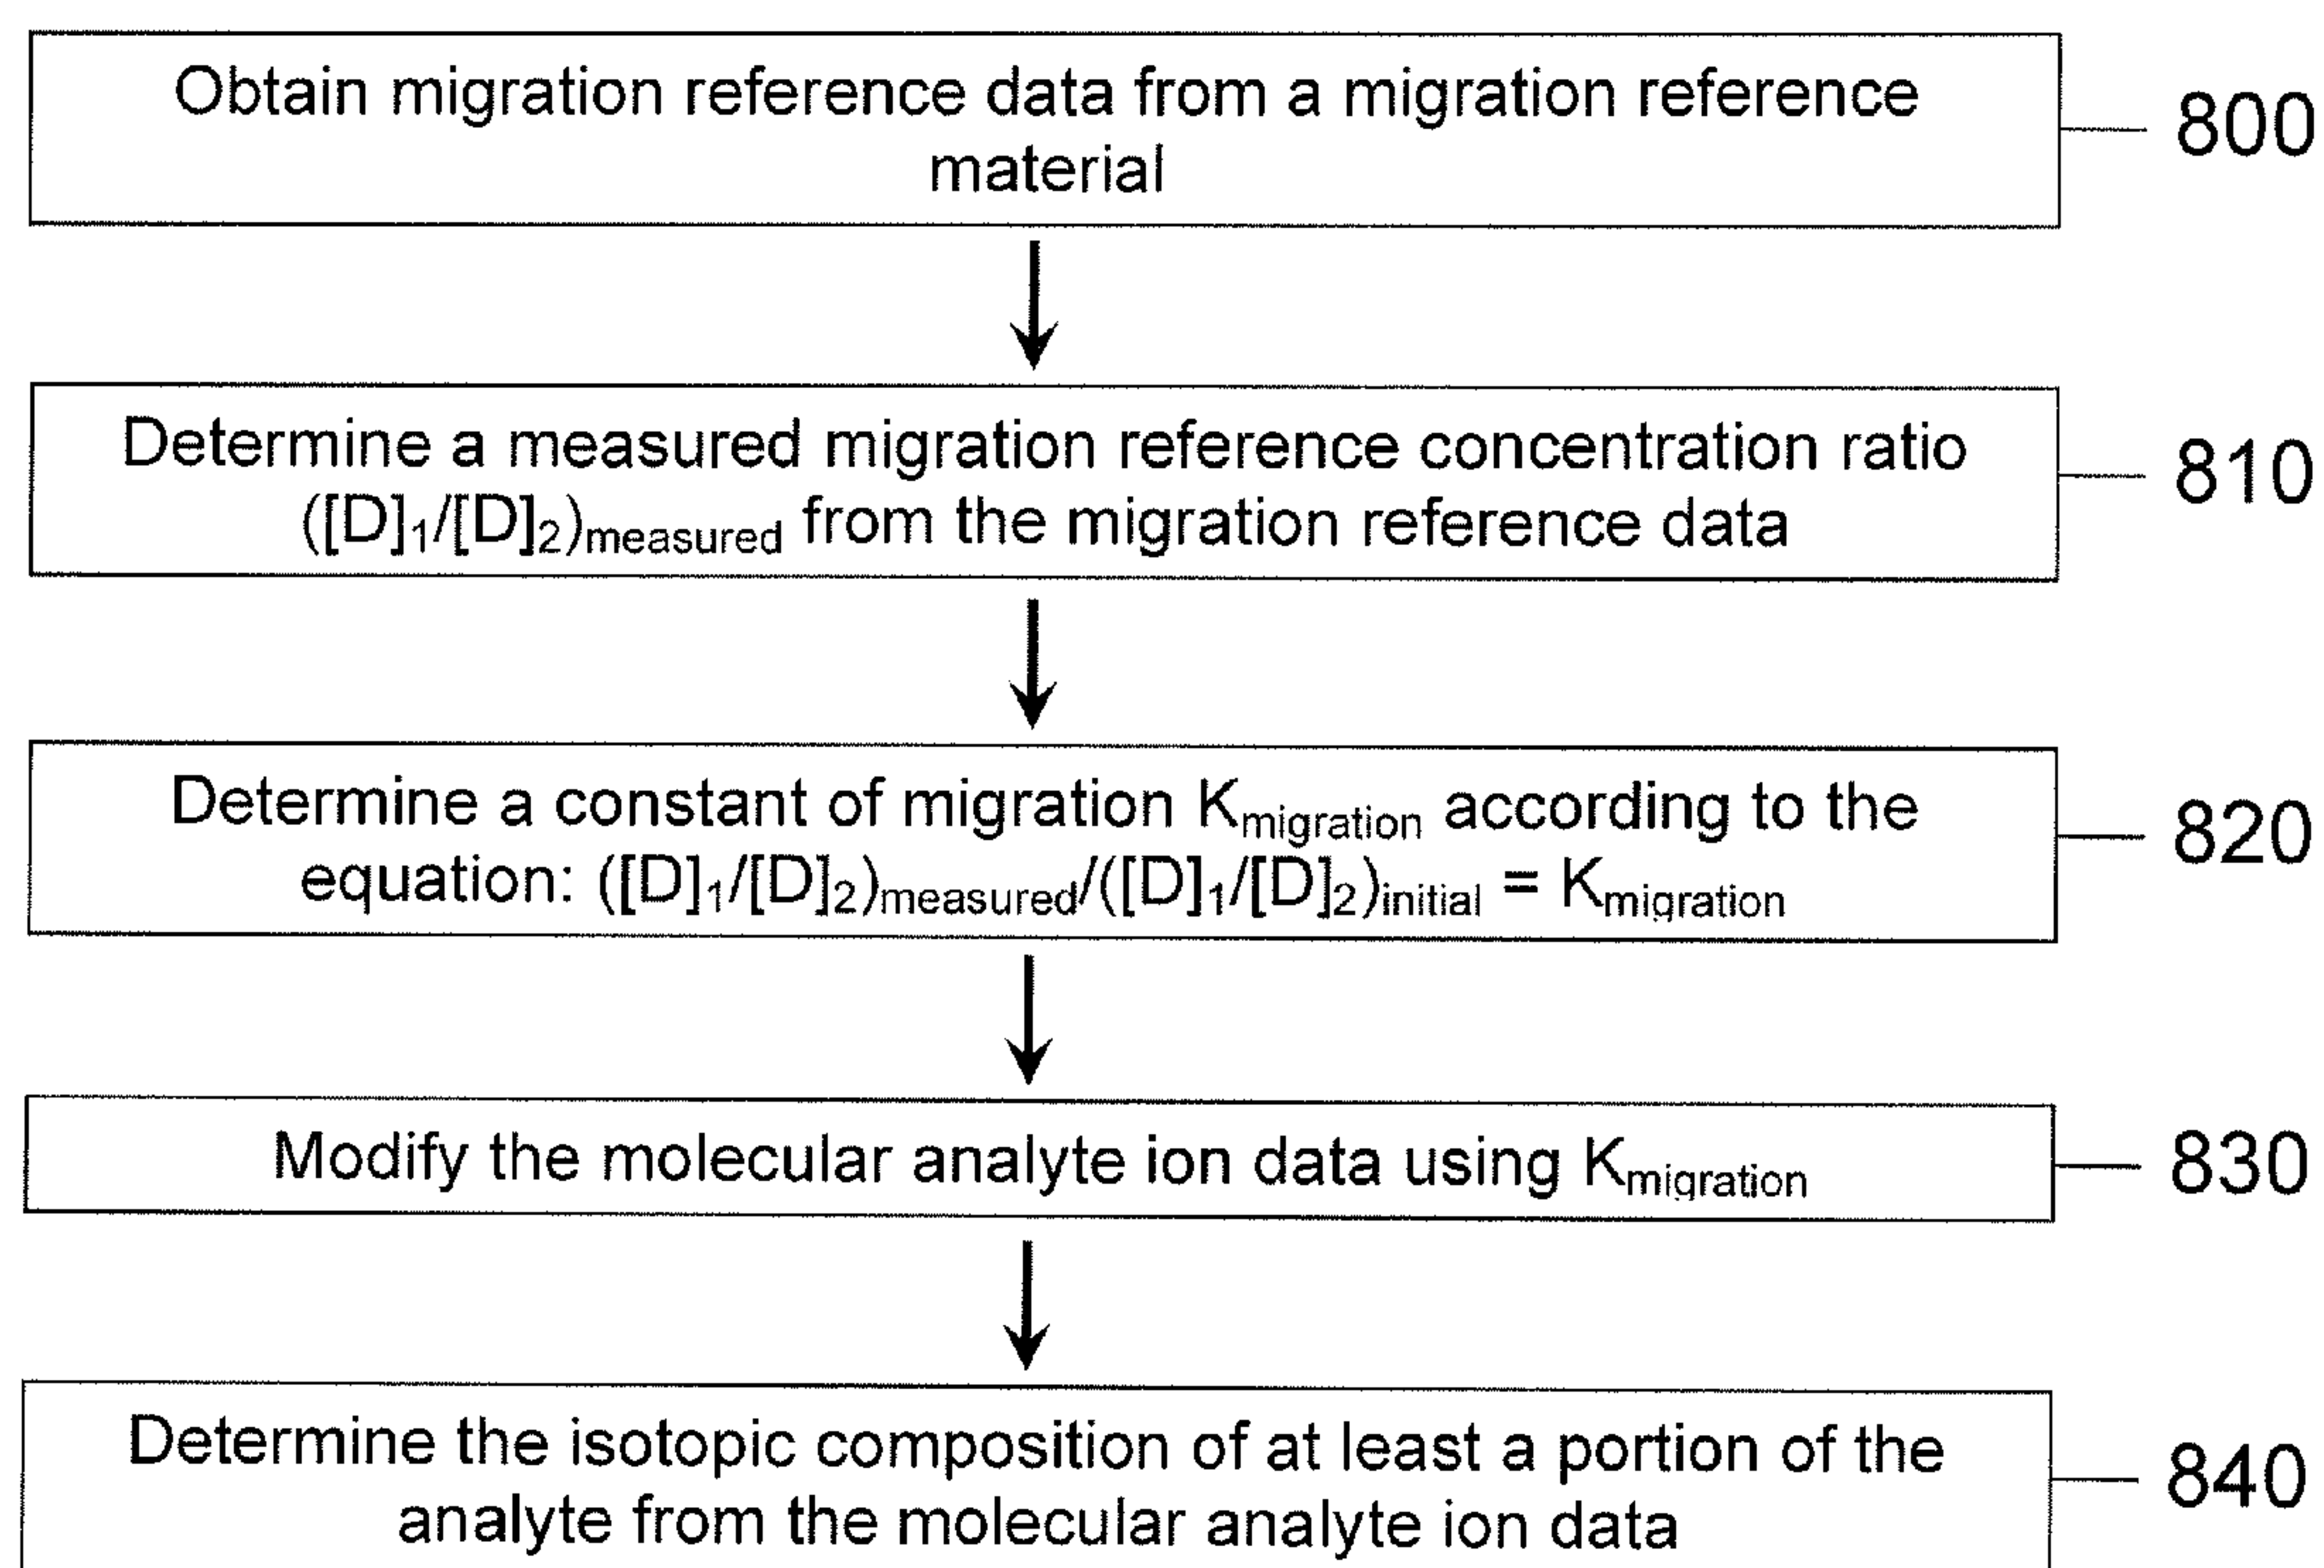 Obtain migration reference data from a migration reference
material
800
Determine a measured migration reference concentration ratio
([D]₁/[D]₂)measured from the migration reference data
810
Determine a constant of migration Kmigration according to the
equation: ([D]₁/[D]₂)measured/([D]₁/[D]₂)initial = Kmigration
820
Modify the molecular analyte ion data using Kmigration
830
Determine the isotopic composition of at least a portion of the
analyte from the molecular analyte ion data
840